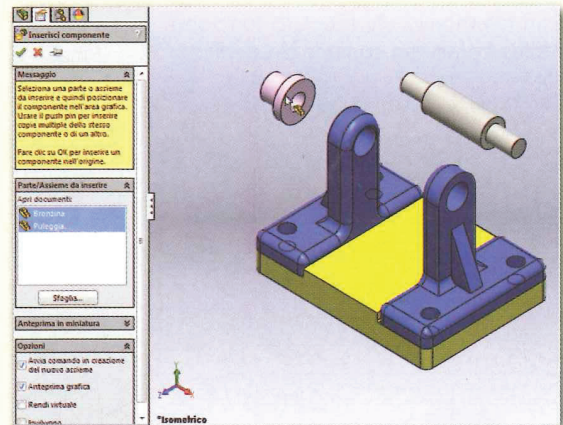 Inserisci componente
?
Messaggio
Seleziona una parte o assieme
da inserire e quindi posizionare
il componente nell'area grafica.
Usare il push pin per inserire
copie multiple dello stesso
componente o di un altro.
Fare clic su OK per inserire un
componente nell'origine.
Parte/Assieme da inserire
Apri documenti:
Bronzina
Puleggia...
Sfoglia...
Anteprima in miniatura
Opzioni
Avvia comando in creazione
del nuovo assieme
Anteprima grafica
Rendi virtuale
Inviluppo
Y
X
Z
*Isometrico